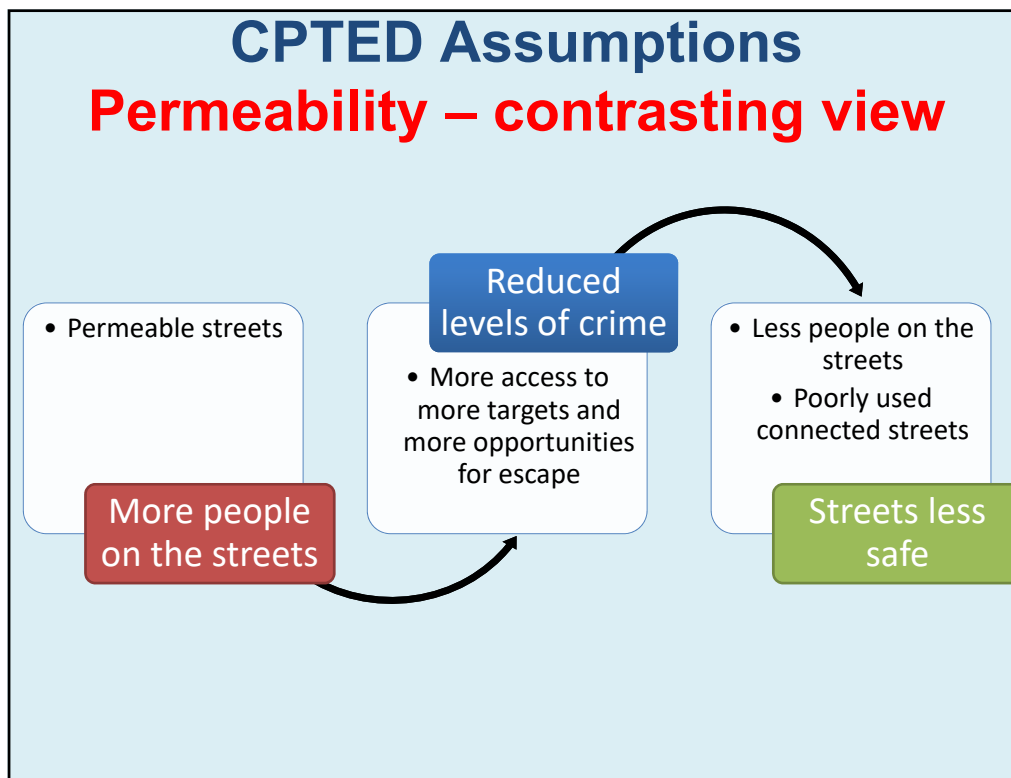 CPTED Assumptions
Permeability – contrasting view
• Permeable streets
More people
on the streets
Reduced
levels of crime
• More access to
more targets and
more opportunities
for escape
• Less people on the
streets
• Poorly used
connected streets
Streets less
safe